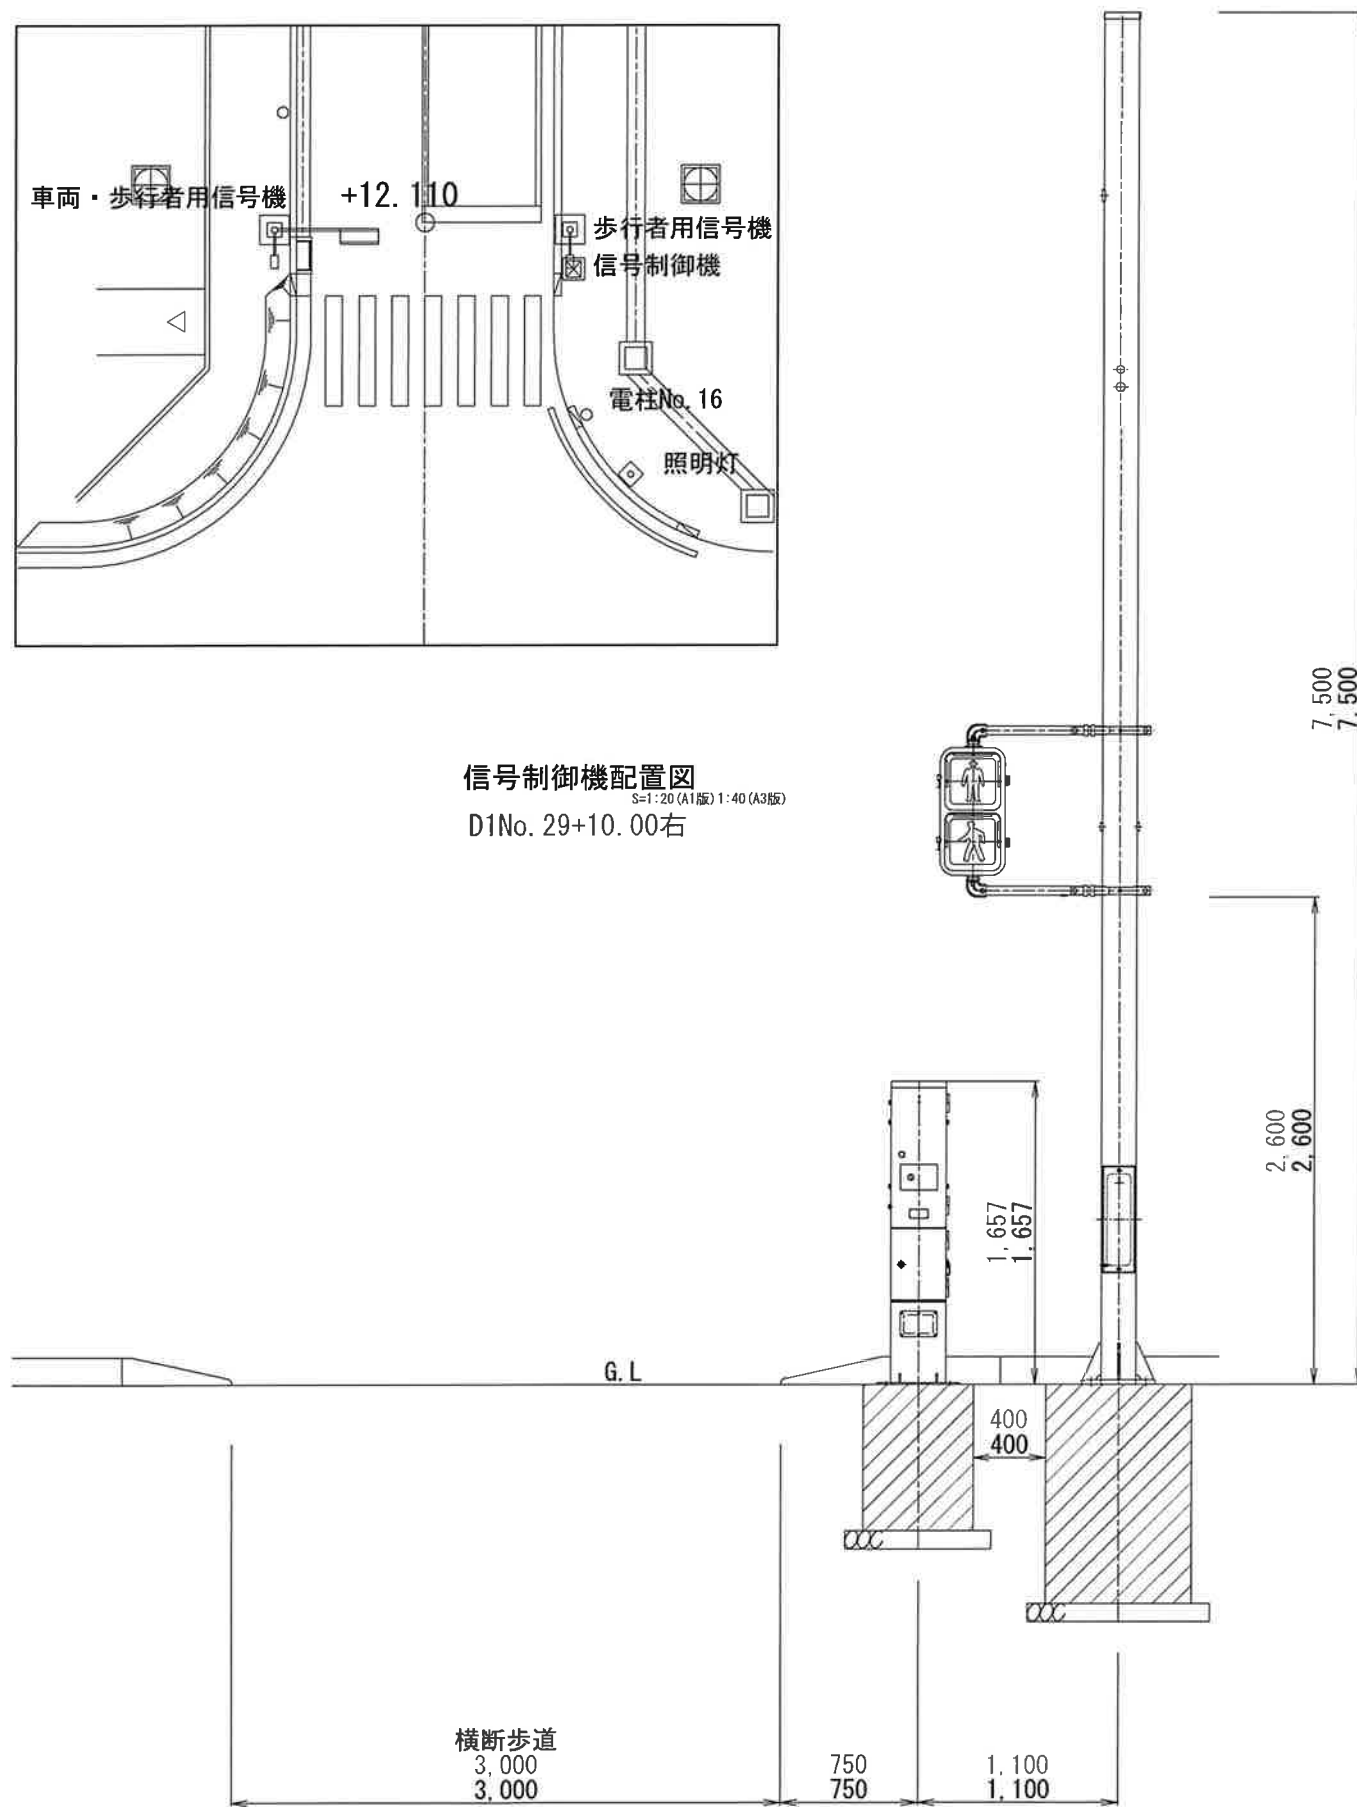 車両・歩行者用信号機
+12.110
歩行者用信号機
信号制御機
電柱No.16
照明灯
信号制御機配置図
S=1:20(A1版)1:40(A3版)
D1No.29+10.00右
7,500
7,500
2,600
2,600
1,657
1.657
G.L
400
400
横断歩道
3,000
3,000
750
750
1,100
1,100